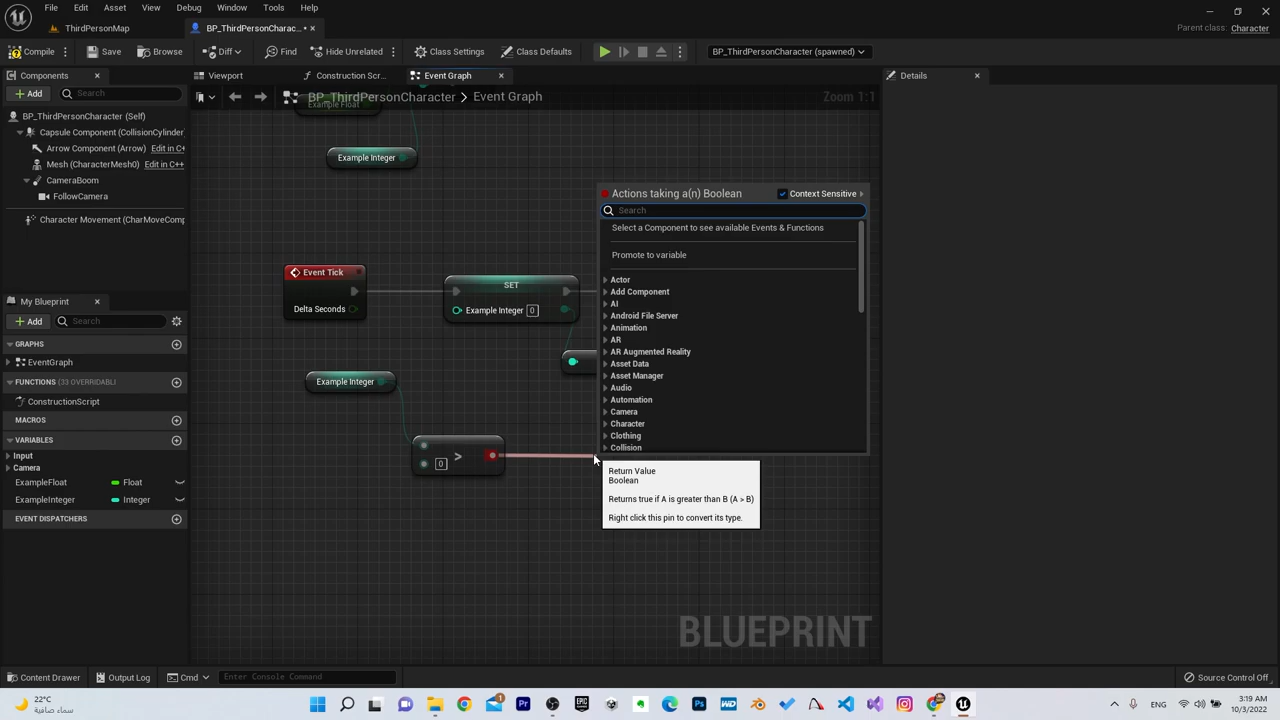 File Edit Asset View Debug Window Tools Help
ThirdPersonMap
BP_ThirdPersonCharac...•
Parent class: Character
Compile
Save
Browse
Diff
Find
Hide Unrelated
Class Settings
Class Defaults
BP_ThirdPersonCharacter (spawned)
Components
Add
Search
BP_ThirdPersonCharacter (Self)
Capsule Component (CollisionCylinder)
Arrow Component (Arrow) Edit in C+
Mesh (CharacterMesh0) Edit in C++
CameraBoom
FollowCamera
Character Movement (CharMoveComp
My Blueprint
Add
Search
GRAPHS
EventGraph
FUNCTIONS (33 OVERRIDABLI
ConstructionScript
MACROS
VARIABLES
Input
Camera
ExampleFloat Float
ExampleInteger Integer
EVENT DISPATCHERS
Viewport
Construction Scr...
Event Graph
BP_ThirdPersonCharacter > Event Graph
Zoom 1:1
Example Float
Example Integer
Event Tick
Delta Seconds
SET
Example Integer 0
Example Integer
>
0
Actions taking a(n) Boolean
Context Sensitive
Search
Select a Component to see available Events & Functions
Promote to variable
Actor
Add Component
AI
Android File Server
Animation
AR
AR Augmented Reality
Asset Data
Asset Manager
Audio
Automation
Camera
Character
Clothing
Collision
Return Value
Boolean
Returns true if A is greater than B (A > B)
Right click this pin to convert its type.
BLUEPRINT
Details
Content Drawer
Output Log
Cmd
Enter Console Command
Source Control Off
22°C
سماء صافية
3:19 AM
10/3/2022